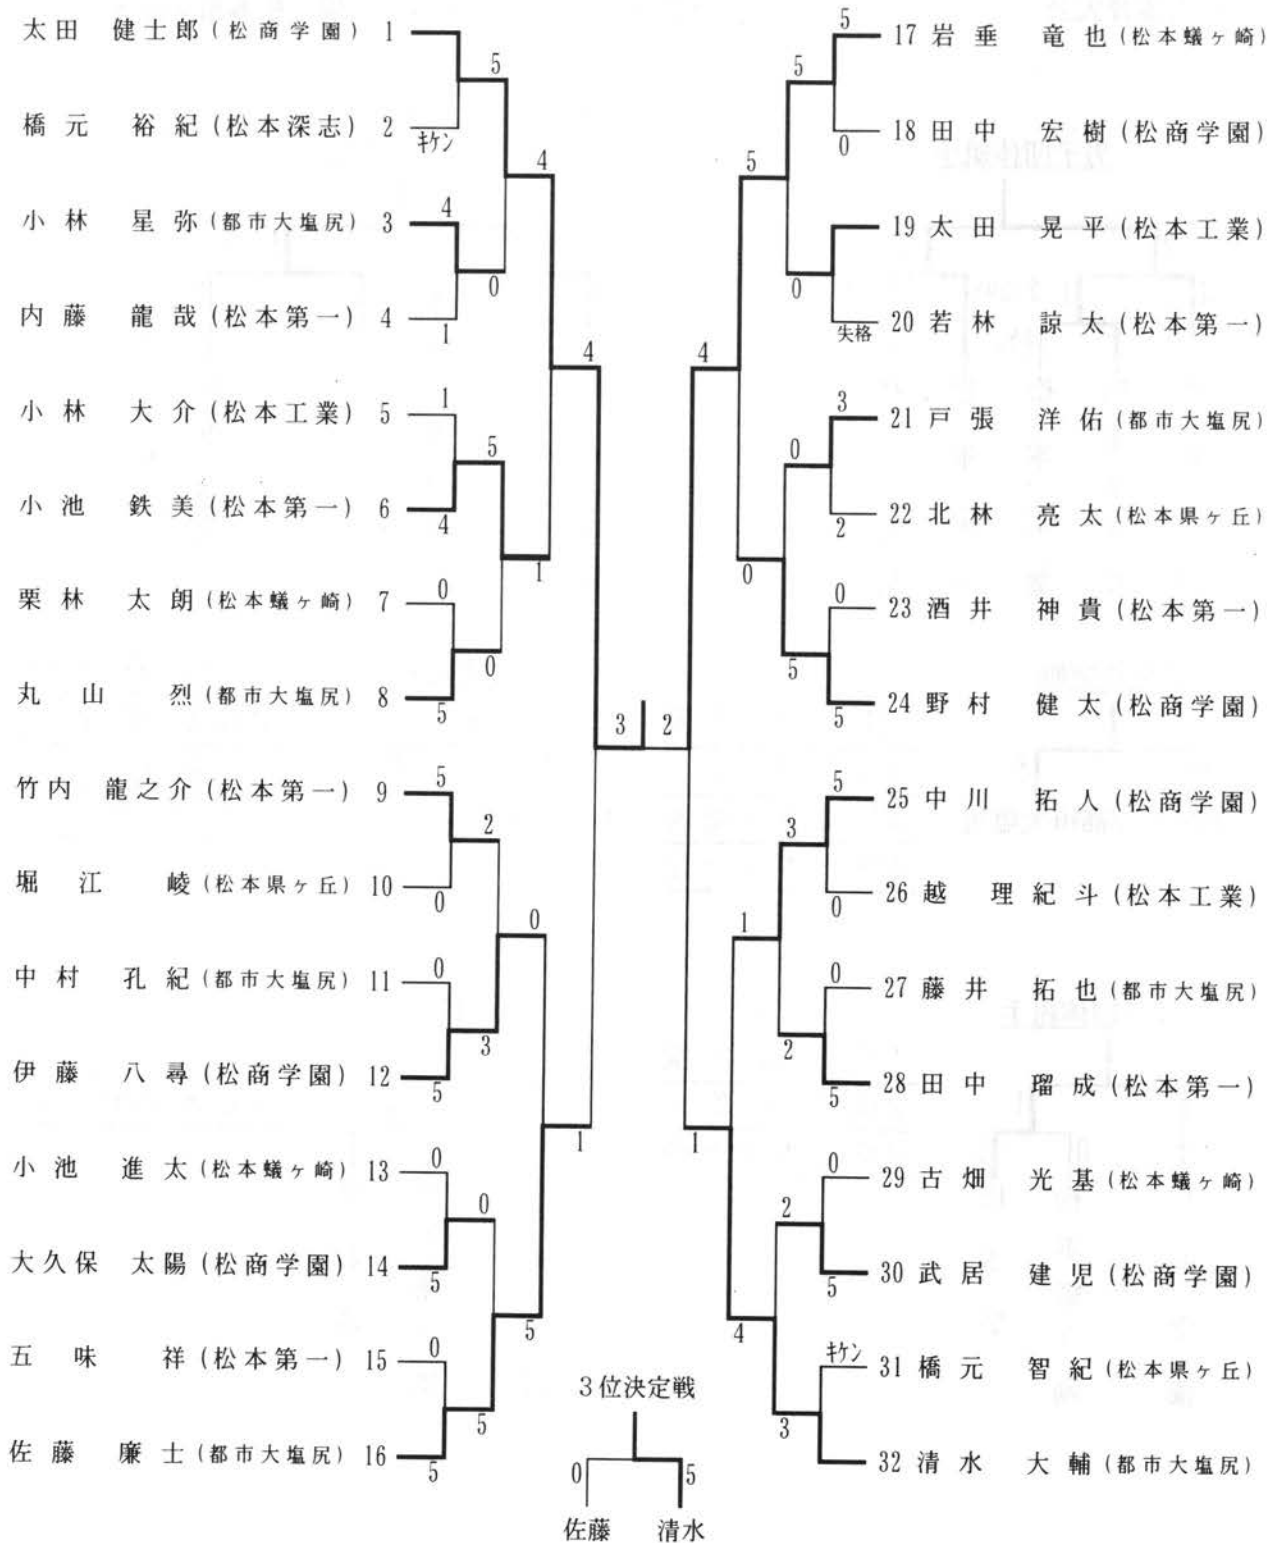 太田 健士郎 (松商学園) 1
橋元 裕紀 (松本深志) 2
キケン
5
小林 星弥 (都市大塩尻) 3
4
内藤 龍哉 (松本第一) 4
1
0
4
小林 大介 (松本工業) 5
1
小池 鉄美 (松本第一) 6
4
5
栗林 太朗 (松本蟻ヶ崎) 7
0
丸山 烈 (都市大塩尻) 8
5
0
1
4
竹内 龍之介 (松本第一) 9
5
堀江 崚 (松本県ヶ丘) 10
0
2
中村 孔紀 (都市大塩尻) 11
0
伊藤 八尋 (松商学園) 12
5
3
0
小池 進太 (松本蟻ヶ崎) 13
0
大久保 太陽 (松商学園) 14
5
0
五味 祥 (松本第一) 15
0
佐藤 廉士 (都市大塩尻) 16
5
5
5
1
3 2
5
17 岩垂 竜也 (松本蟻ヶ崎)
18 田中 宏樹 (松商学園)
0
5
19 太田 晃平 (松本工業)
20 若林 諒太 (松本第一)
失格
0
5
3
21 戸張 洋佑 (都市大塩尻)
22 北林 亮太 (松本県ヶ丘)
2
0
0
23 酒井 神貴 (松本第一)
24 野村 健太 (松商学園)
5
5
0
4
5
25 中川 拓人 (松商学園)
26 越 理紀斗 (松本工業)
0
3
0
27 藤井 拓也 (都市大塩尻)
28 田中 瑠成 (松本第一)
5
2
1
0
29 古畑 光基 (松本蟻ヶ崎)
30 武居 建児 (松商学園)
5
2
キケン
31 橋元 智紀 (松本県ヶ丘)
32 清水 大輔 (都市大塩尻)
3
4
1
3位決定戦
0 5
佐藤 清水